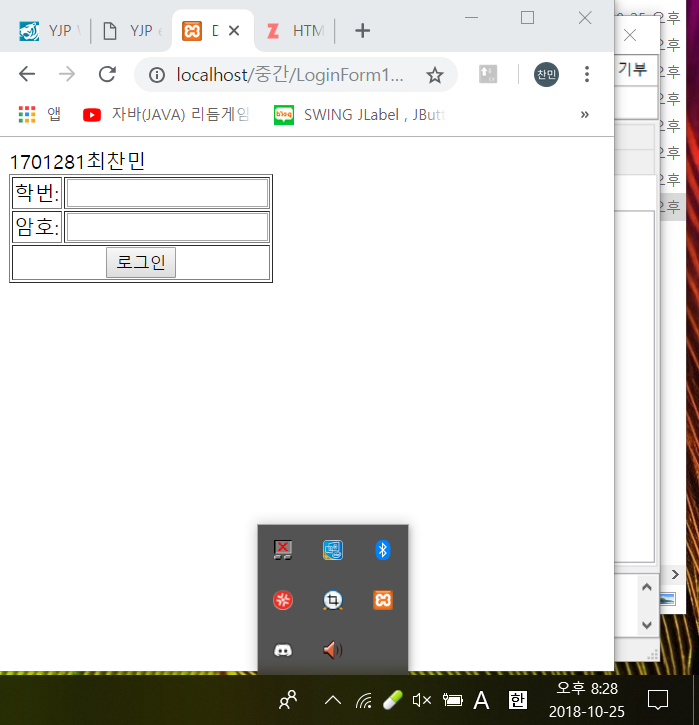 YJP
YJP
D
HTM
localhost/중간/LoginForm1...
찬민
앱
자바(JAVA) 리듬게임
SWING JLabel , JButt
»
1701281최찬민
학번:
암호:
로그인
기부
오후
오후
오후
오후
오후
오후
오후
blog
A
한
오후 8:28
2018-10-25